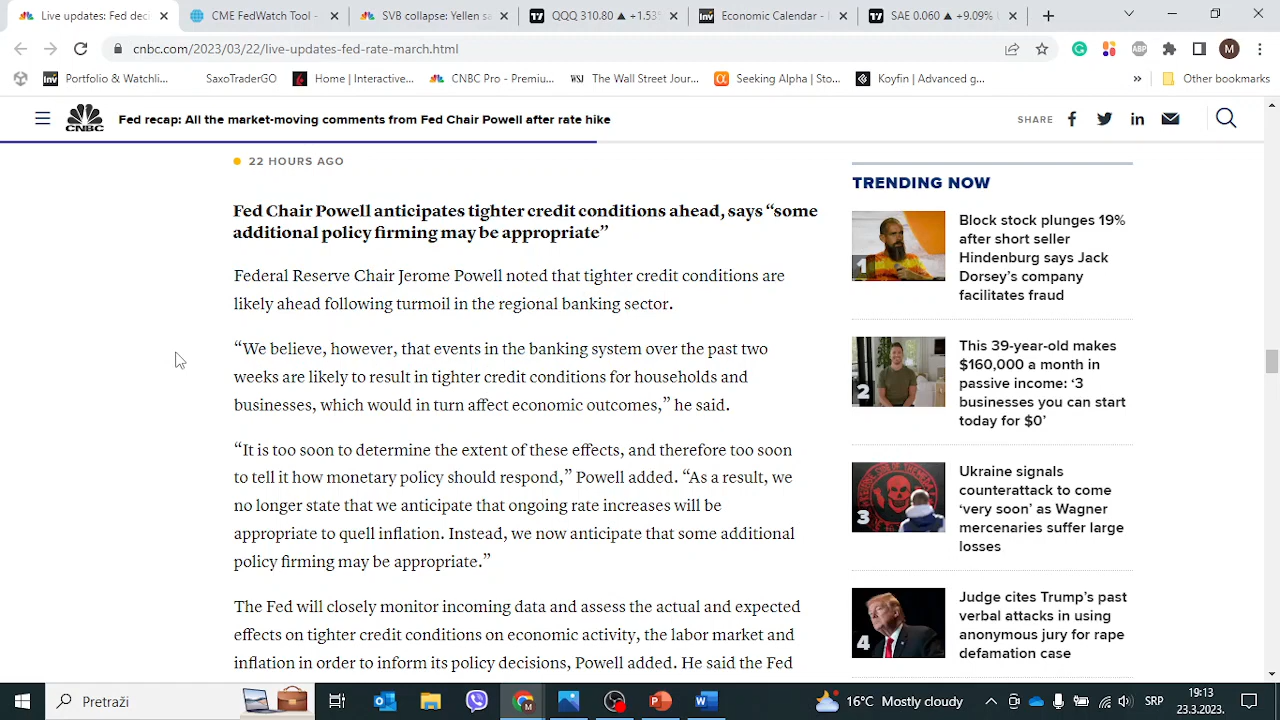 Live updates: Fed deci
CME FedWatch Tool -
SVB collapse: Yellen sa
QQQ 310.89 ▲ +1.53%
Economic Calendar - I
SAE 0.060 ▲ +9.09% U
cnbc.com/2023/03/22/live-updates-fed-rate-march.html
ABP
M
Inv
Portfolio & Watchli...
SaxoTraderGO
Home | Interactive...
CNBC Pro - Premiu...
WSJ
The Wall Street Jour...
Seeking Alpha | Sto...
Koyfin | Advanced g...
»
Other bookmarks
CNBC
Fed recap: All the market-moving comments from Fed Chair Powell after rate hike
SHARE
22 HOURS AGO
Fed Chair Powell anticipates tighter credit conditions ahead, says “some
additional policy firming may be appropriate”
Federal Reserve Chair Jerome Powell noted that tighter credit conditions are
likely ahead following turmoil in the regional banking sector.
“We believe, however, that events in the banking system over the past two
weeks are likely to result in tighter credit conditions for households and
businesses, which would in turn affect economic outcomes,” he said.
“It is too soon to determine the extent of these effects, and therefore too soon
to tell it how monetary policy should respond,” Powell added. “As a result, we
no longer state that we anticipate that ongoing rate increases will be
appropriate to quell inflation. Instead, we now anticipate that some additional
policy firming may be appropriate.”
The Fed will closely monitor incoming data and assess the actual and expected
effects on tighter credit conditions on economic activity, the labor market and
inflation in order to inform its policy decisions, Powell added. He said the Fed
TRENDING NOW
1
Block stock plunges 19%
after short seller
Hindenburg says Jack
Dorsey’s company
facilitates fraud
2
This 39-year-old makes
$160,000 a month in
passive income: ‘3
businesses you can start
today for $0’
3
Ukraine signals
counterattack to come
‘very soon’ as Wagner
mercenaries suffer large
losses
4
Judge cites Trump’s past
verbal attacks in using
anonymous jury for rape
defamation case
Pretraži
16°C Mostly cloudy
SRP
19:13
23.3.2023.